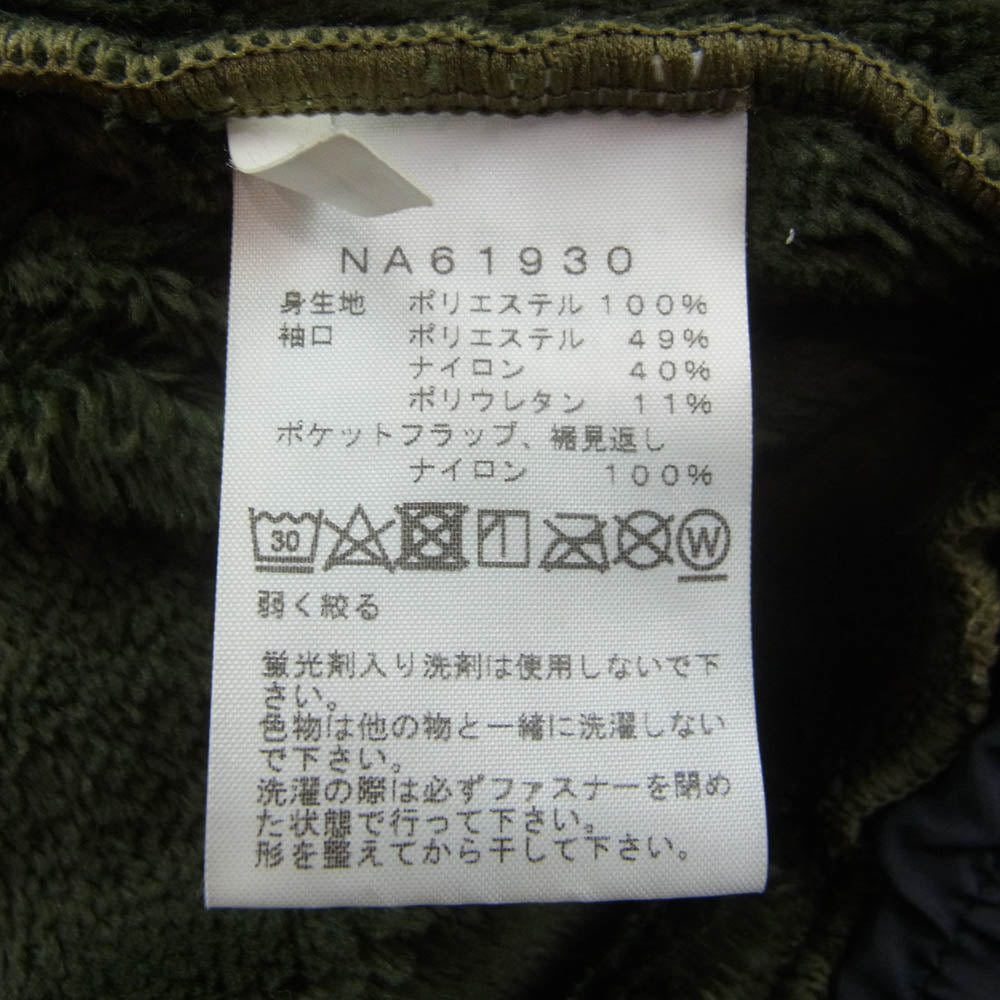 NA61930
身生地 ポリエステル 100%
袖口 ポリエステル 49%
ナイロン 40%
ポリウレタン 11%
ポケットフラップ、裾見返し
ナイロン 100%
30 W
弱く絞る
蛍光剤入り洗剤は使用しないで下
さい。
色物は他の物と一緒に洗濯しない
で下さい。
洗濯の際は必ずファスナーを閉め
た状態で行って下さい。
形を整えてから干して下さい。